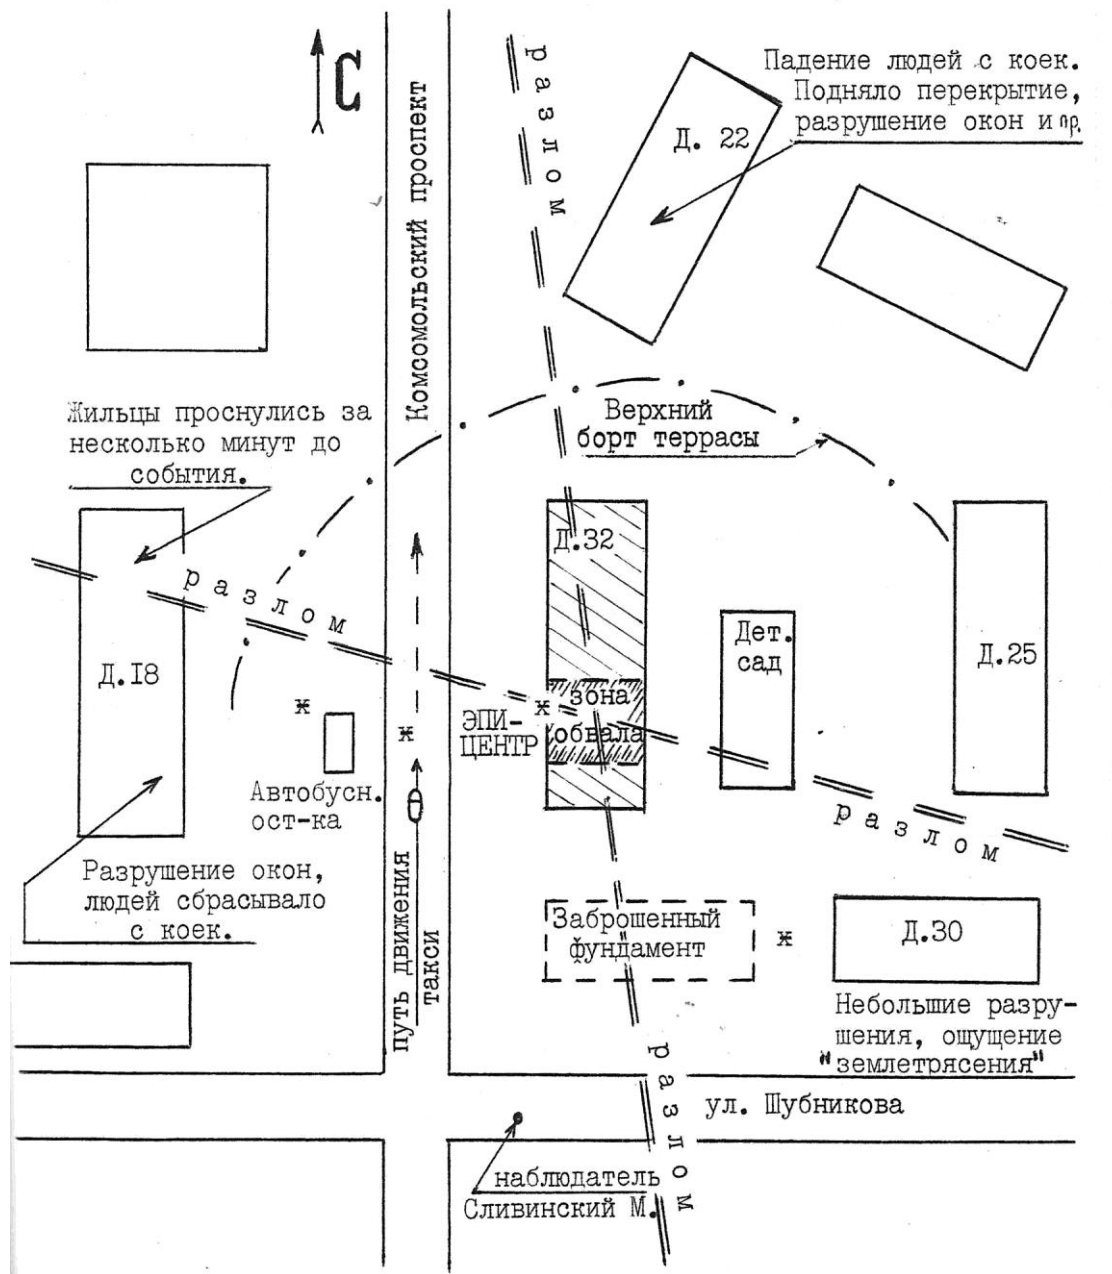 С
Комсомольский проспект
разлом
Падение людей с коек.
Подняло перекрытие,
разрушение окон и пр.
Д. 22
Жильцы проснулись за
несколько минут до
события.
Верхний
борт террасы
Д.32
разлом
Д.18
Дет.
сад
Д.25
зона
обвала
ЭПИ-
ЦЕНТР
Автобусн.
ост-ка
разлом
Разрушение окон,
людей сбрасывало
с коек.
путь движения
такси
Заброшенный
фундамент
Д.30
Небольшие разру-
шения, ощущение
"землетрясения"
разлом
ул. Шубникова
наблюдатель
Сливинский М.